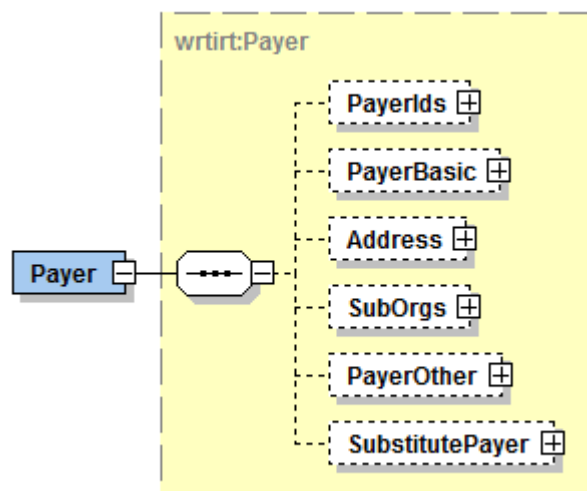 wrtirt:Payer
PayerIds
PayerBasic
Address
Payer
SubOrgs
PayerOther
SubstitutePayer